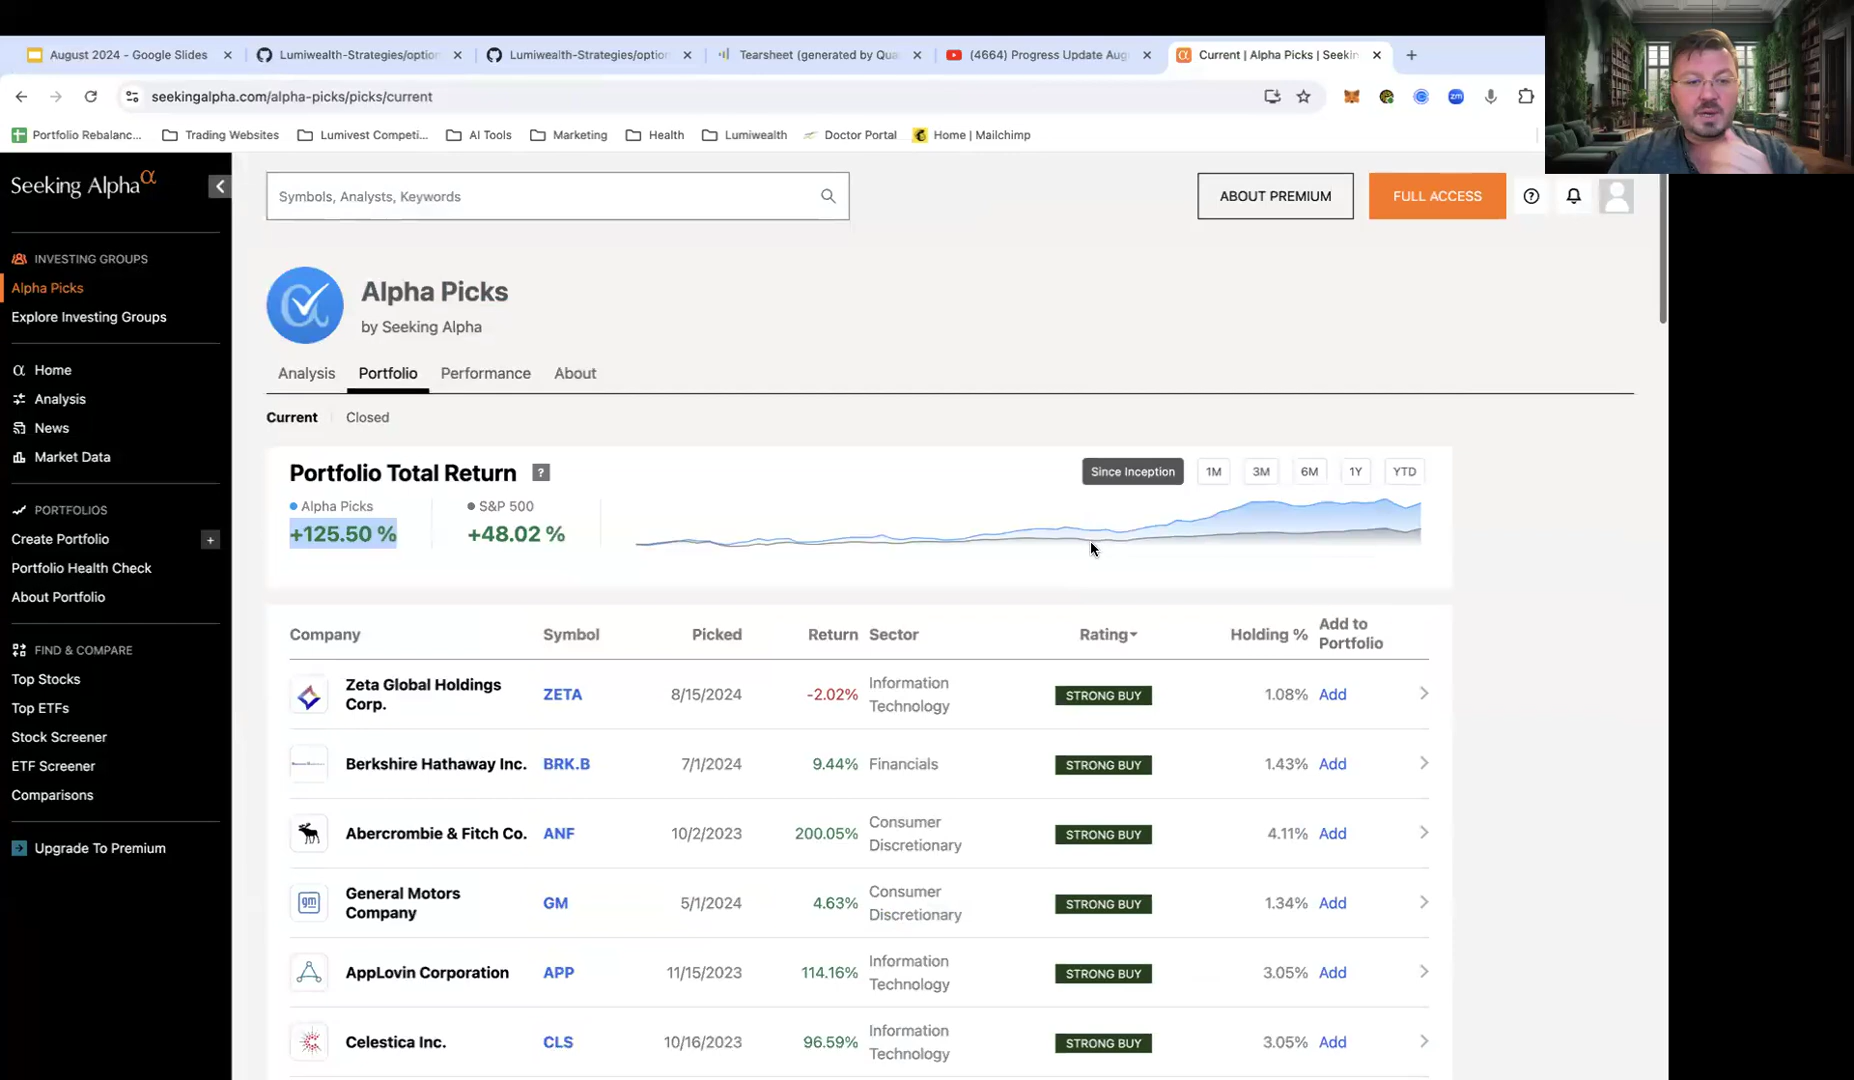 August 2024 - Google Slides
Lumiwealth-Strategies/option
Lumiwealth-Strategies/option
Tearsheet (generated by Qua
(4664) Progress Update Aug
Current | Alpha Picks | Seekin
seekingalpha.com/alpha-picks/picks/current
zm
Portfolio Rebalanc...
Trading Websites
Lumivest Competi...
AI Tools
Marketing
Health
Lumiwealth
Doctor Portal
Home | Mailchimp
Seeking Alpha α
Symbols, Analysts, Keywords
ABOUT PREMIUM
FULL ACCESS
INVESTING GROUPS
Alpha Picks
Explore Investing Groups
Home
Analysis
News
Market Data
PORTFOLIOS
Create Portfolio
+
Portfolio Health Check
About Portfolio
FIND & COMPARE
Top Stocks
Top ETFs
Stock Screener
ETF Screener
Comparisons
Upgrade To Premium
Alpha Picks
by Seeking Alpha
Analysis
Portfolio
Performance
About
Current
Closed
Portfolio Total Return ?
Since Inception
1M
3M
6M
1Y
YTD
Alpha Picks
+125.50 %
S&P 500
+48.02 %
Company Symbol Picked Return Sector Rating Holding % Add to
Portfolio
Zeta Global Holdings
Corp. ZETA 8/15/2024 -2.02% Information
Technology STRONG BUY 1.08% Add
Berkshire Hathaway Inc. BRK.B 7/1/2024 9.44% Financials STRONG BUY 1.43% Add
Abercrombie & Fitch Co. ANF 10/2/2023 200.05% Consumer
Discretionary STRONG BUY 4.11% Add
gm General Motors
Company GM 5/1/2024 4.63% Consumer
Discretionary STRONG BUY 1.34% Add
AppLovin Corporation APP 11/15/2023 114.16% Information
Technology STRONG BUY 3.05% Add
Celestica Inc. CLS 10/16/2023 96.59% Information
Technology STRONG BUY 3.05% Add